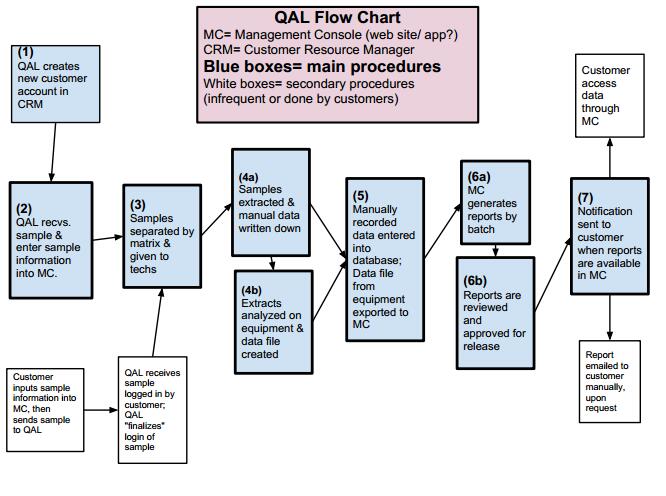 QAL Flow Chart
MC= Management Console (web site/ app?)
CRM= Customer Resource Manager
Blue boxes= main procedures
White boxes= secondary procedures
(infrequent or done by customers)
(1)
QAL creates
new customer
account in
CRM
(2)
QAL recvs.
sample &
enter sample
information
into MC.
(3)
Samples
separated by
matrix &
given to
techs
(4a)
Samples
extracted &
manual data
written down
(4b)
Extracts
analyzed on
equipment &
data file
created
(5)
Manually
recorded
data entered
into
database;
Data file
from
equipment
exported to
MC
(6a)
MC
generates
reports by
batch
(6b)
Reports are
reviewed
and
approved for
release
(7)
Notification
sent to
customer
when reports
are available
in MC
Customer
access
data
through
MC
Report
emailed to
customer
manually,
upon
request
Customer
inputs sample
information into
MC, then
sends sample
to QAL
QAL receives
sample
logged in by
customer;
QAL
"finalizes"
login of
sample